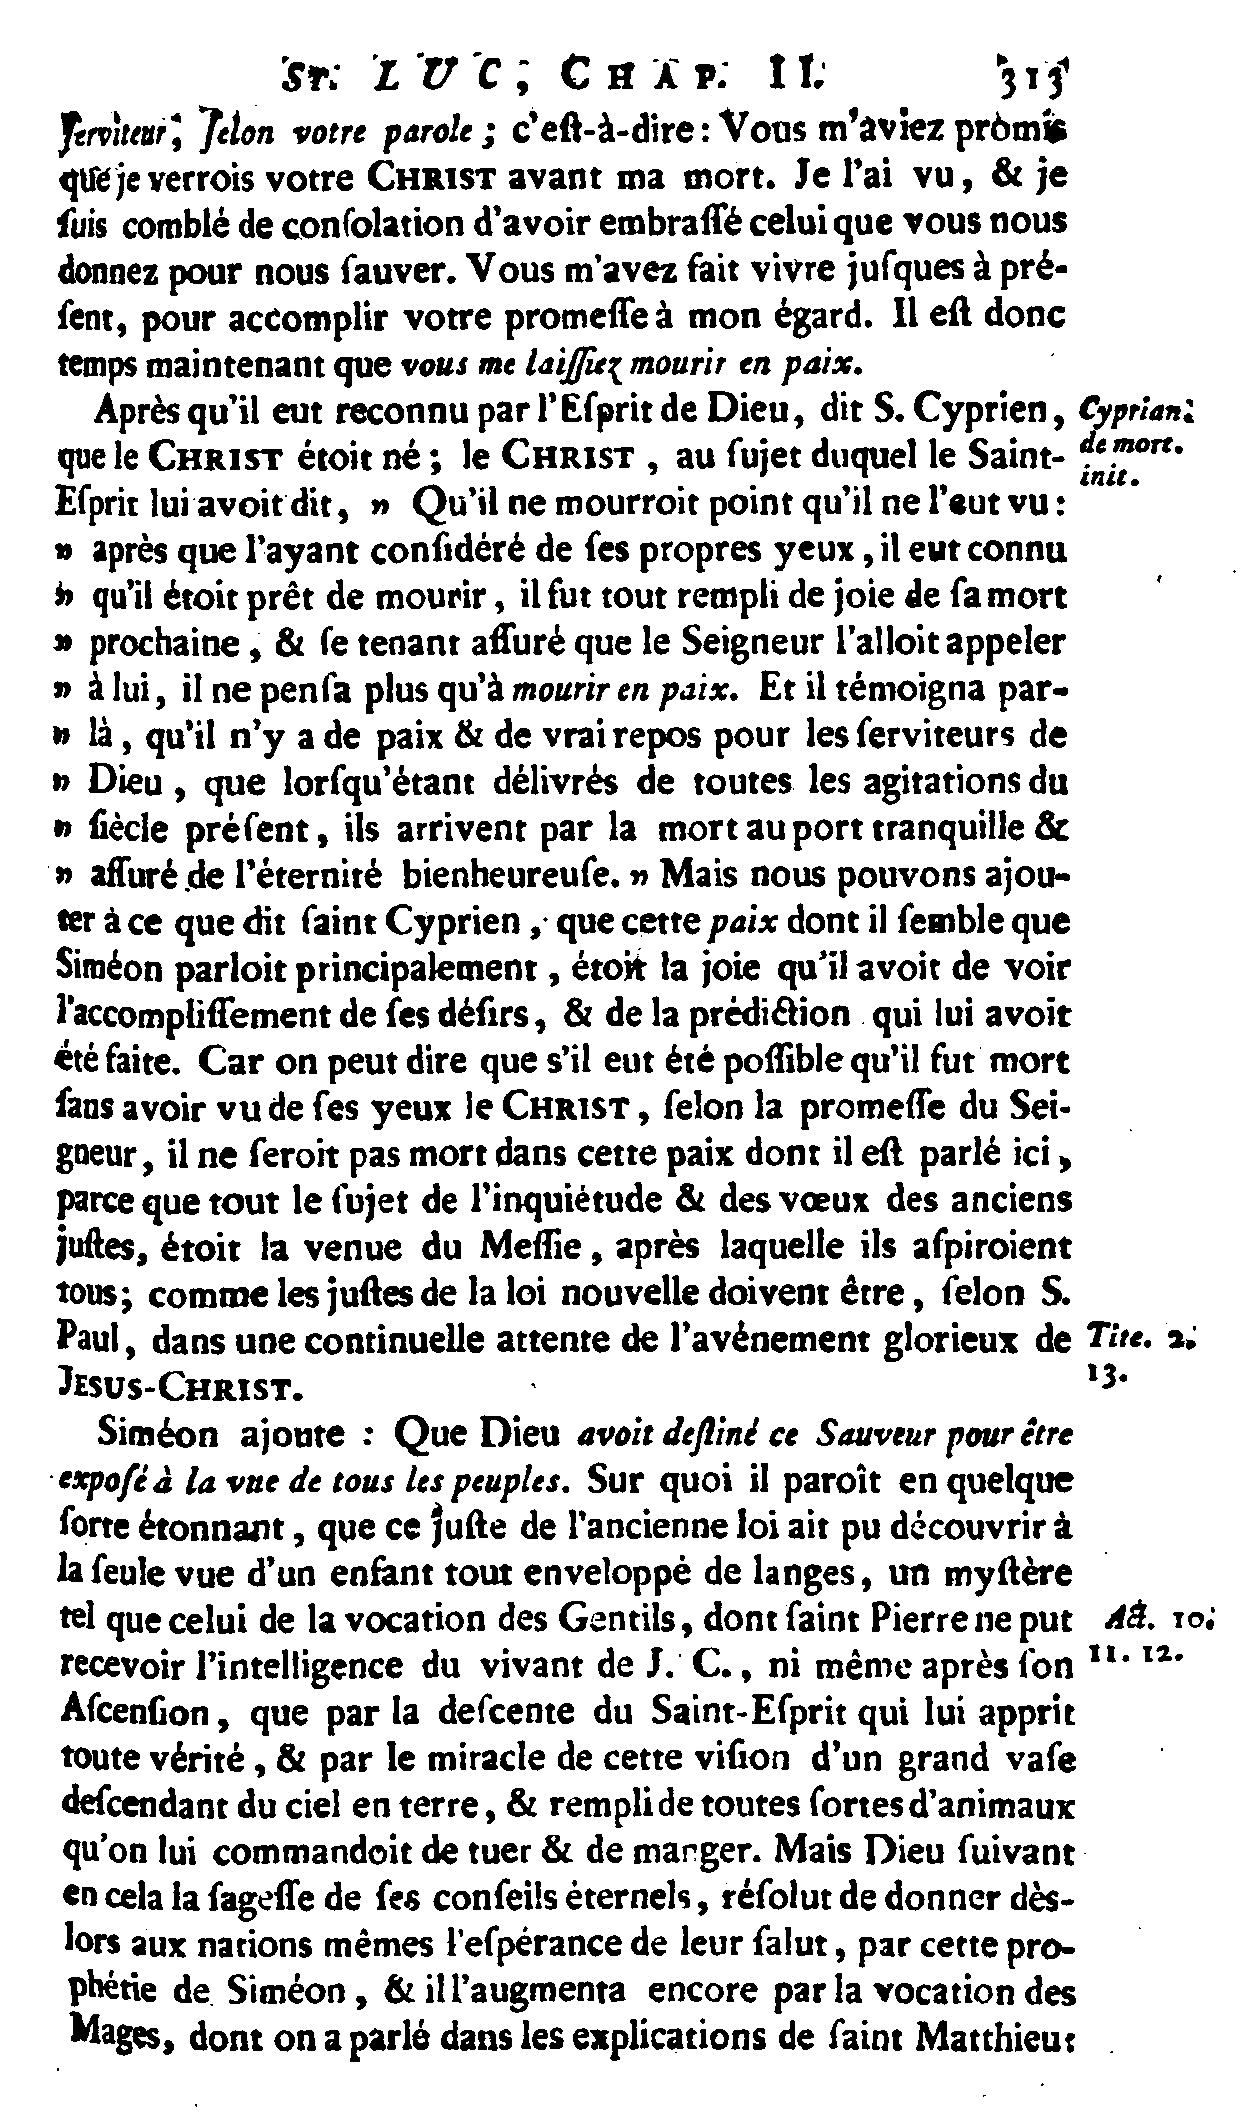 ST. LUC, CHAP. II. 313
ſerviteur, ſelon votre parole ; c'eſt-à-dire : Vous m'aviez promis
que je verrois votre CHRIST avant ma mort. Je l'ai vu, & je
ſuis comblé de conſolation d'avoir embraſſé celui que vous nous
donnez pour nous ſauver. Vous m'avez fait vivre juſques à pré-
ſent, pour accomplir votre promeſſe à mon égard. Il eſt donc
temps maintenant que vous me laiſſiez mourir en paix.
Après qu'il eut reconnu par l'Eſprit de Dieu, dit S. Cyprien, Cyprian.
que le CHRIST étoit né ; le CHRIST, au ſujet duquel le Saint- de mort.
Eſprit lui avoit dit, » Qu'il ne mourroit point qu'il ne l'eut vu : init.
» après que l'ayant conſidéré de ſes propres yeux, il eut connu
» qu'il étoit prêt de mourir, il fut tout rempli de joie de ſa mort
» prochaine, & ſe tenant aſſuré que le Seigneur l'alloit appeler
» à lui, il ne penſa plus qu'à mourir en paix. Et il témoigna par-
» là, qu'il n'y a de paix & de vrai repos pour les ſerviteurs de
» Dieu, que lorſqu'étant délivrés de toutes les agitations du
» ſiècle préſent, ils arrivent par la mort au port tranquille &
» aſſuré de l'éternité bienheureuſe. » Mais nous pouvons ajou-
ter à ce que dit ſaint Cyprien, que cette paix dont il ſemble que
Siméon parloit principalement, étoit la joie qu'il avoit de voir
l'accompliſſement de ſes déſirs, & de la prédiction qui lui avoit
été faite. Car on peut dire que s'il eut été poſſible qu'il fut mort
ſans avoir vu de ſes yeux le CHRIST, ſelon la promeſſe du Sei-
gneur, il ne ſeroit pas mort dans cette paix dont il eſt parlé ici,
parce que tout le ſujet de l'inquiétude & des vœux des anciens
juſtes, étoit la venue du Meſſie, après laquelle ils aſpiroient
tous ; comme les juſtes de la loi nouvelle doivent être, ſelon S.
Paul, dans une continuelle attente de l'avénement glorieux de Tite. 2.
JESUS-CHRIST. 13.
Siméon ajoute : Que Dieu avoit deſtiné ce Sauveur pour être
expoſé à la vue de tous les peuples. Sur quoi il paroît en quelque
ſorte étonnant, que ce juſte de l'ancienne loi ait pu découvrir à
la ſeule vue d'un enfant tout enveloppé de langes, un myſtère
tel que celui de la vocation des Gentils, dont ſaint Pierre ne put Act. 10.
recevoir l'intelligence du vivant de J. C., ni même après ſon 11. 12.
Aſcenſion, que par la deſcente du Saint-Eſprit qui lui apprit
toute vérité, & par le miracle de cette viſion d'un grand vaſe
deſcendant du ciel en terre, & rempli de toutes ſortes d'animaux
qu'on lui commandoit de tuer & de manger. Mais Dieu ſuivant
en cela la ſageſſe de ſes conſeils éternels, réſolut de donner dès-
lors aux nations mêmes l'eſpérance de leur ſalut, par cette pro-
phétie de Siméon, & il l'augmenta encore par la vocation des
Mages, dont on a parlé dans les explications de ſaint Matthieu :